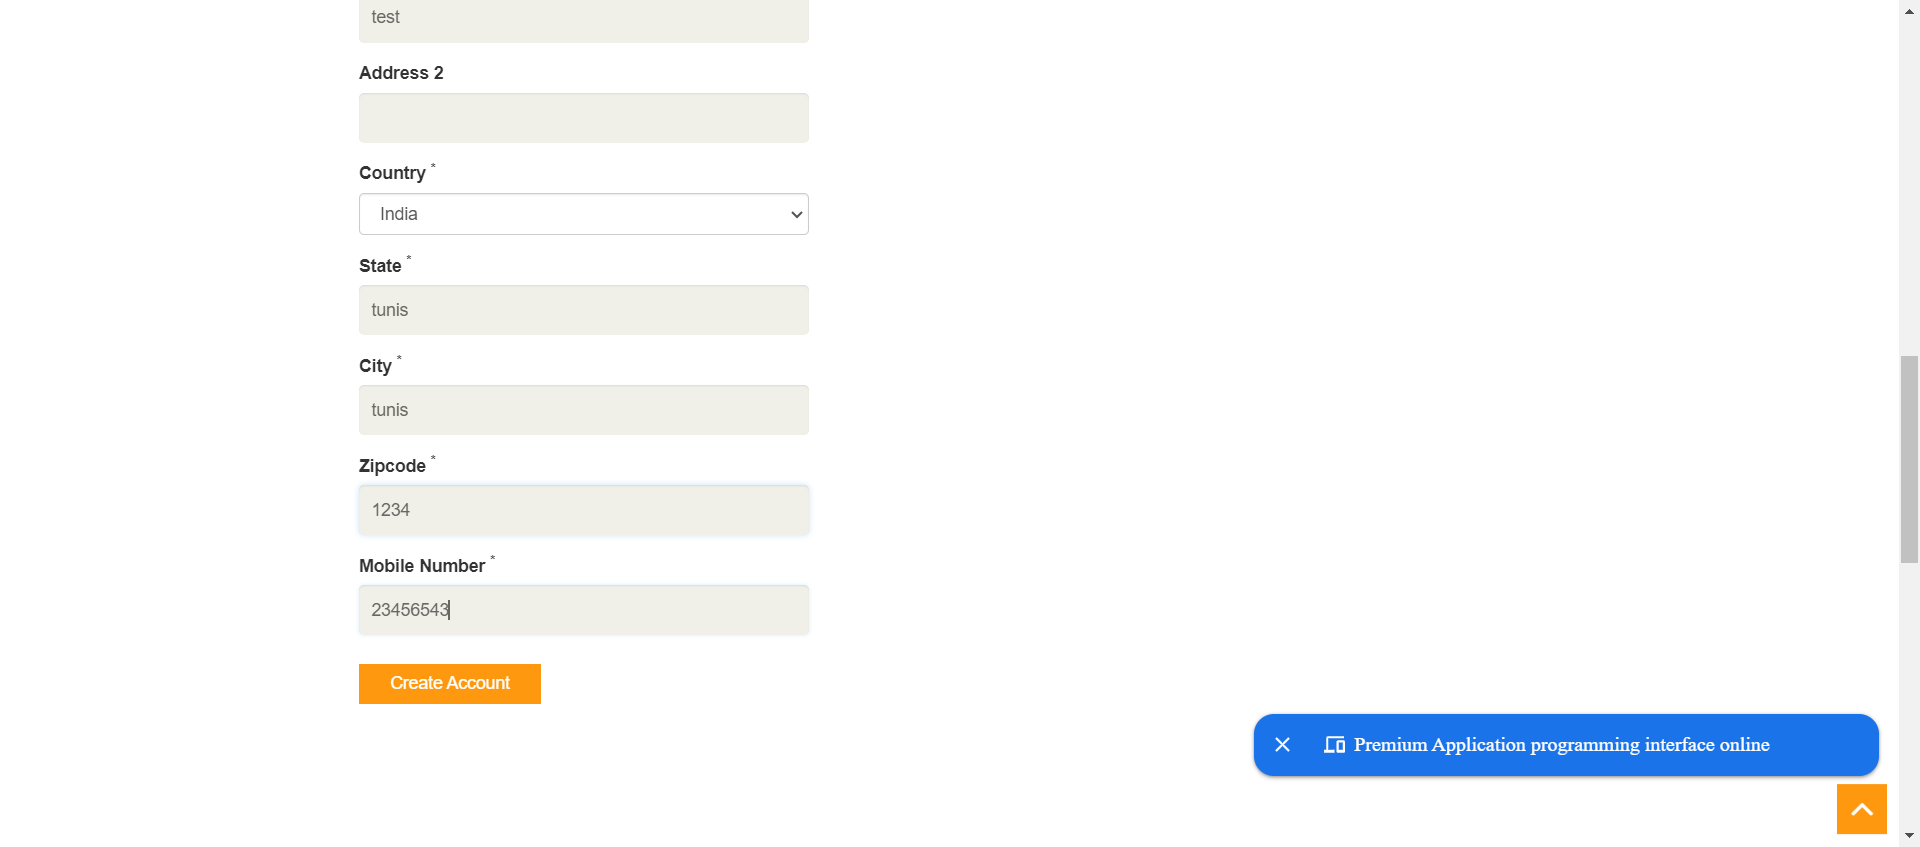 test
Address 2
Country *
India
State *
tunis
City *
tunis
Zipcode *
1234
Mobile Number *
23456543
Create Account
Premium Application programming interface online